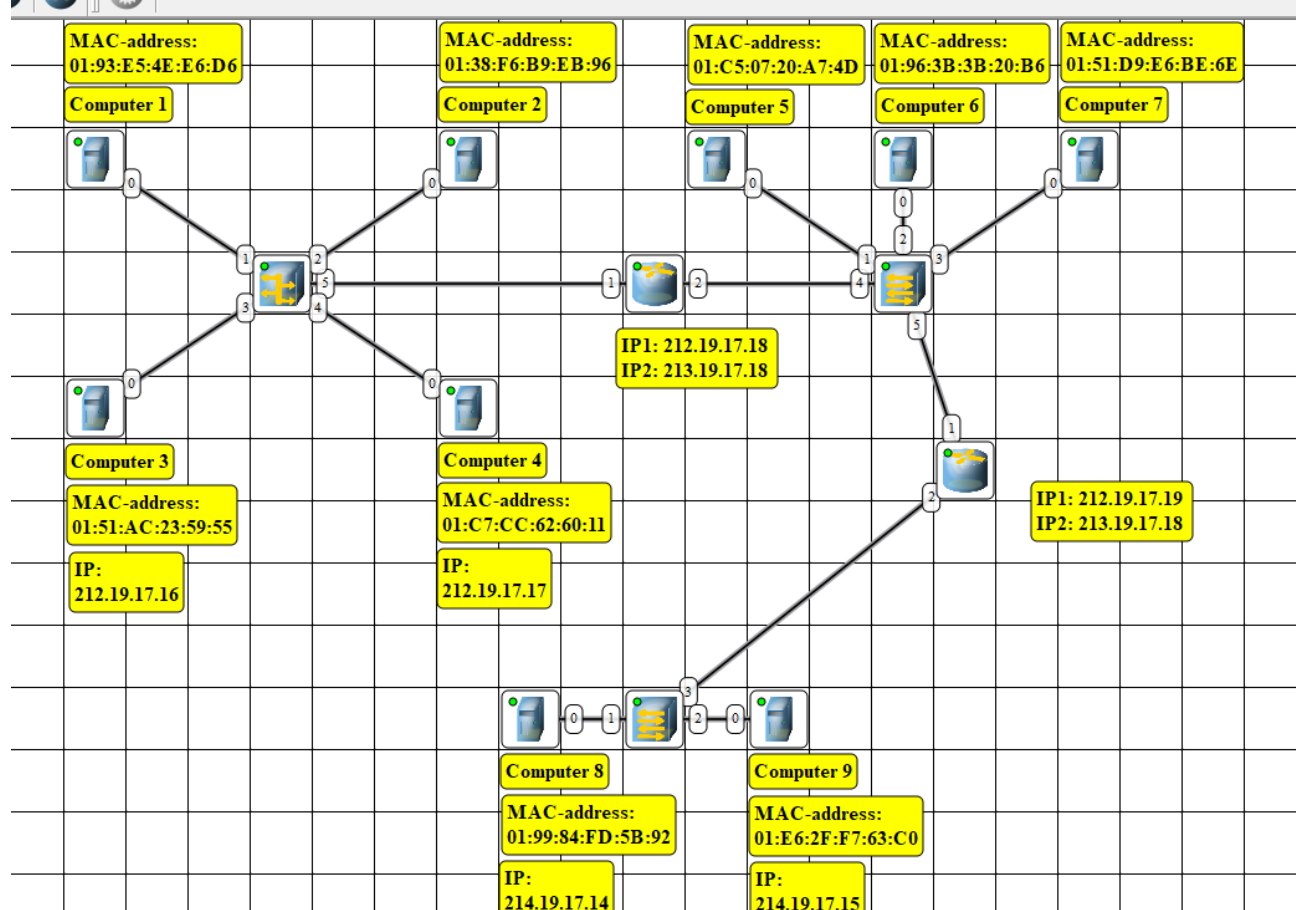 MAC-address:
01:93:E5:4E:E6:D6
Computer 1
MAC-address:
01:38:F6:B9:EB:96
Computer 2
MAC-address:
01:C5:07:20:A7:4D
Computer 5
MAC-address:
01:96:3B:3B:20:B6
Computer 6
MAC-address:
01:51:D9:E6:BE:6E
Computer 7
0
0
0
0
0
1
2
3
4
5
1
2
1
2
3
4
5
IP1: 212.19.17.18
IP2: 213.19.17.18
0
0
Computer 3
MAC-address:
01:51:AC:23:59:55
IP:
212.19.17.16
Computer 4
MAC-address:
01:C7:CC:62:60:11
IP:
212.19.17.17
1
2
IP1: 212.19.17.19
IP2: 213.19.17.18
3
0
1
2
0
Computer 8
MAC-address:
01:99:84:FD:5B:92
IP:
214.19.17.14
Computer 9
MAC-address:
01:E6:2F:F7:63:C0
IP:
214.19.17.15